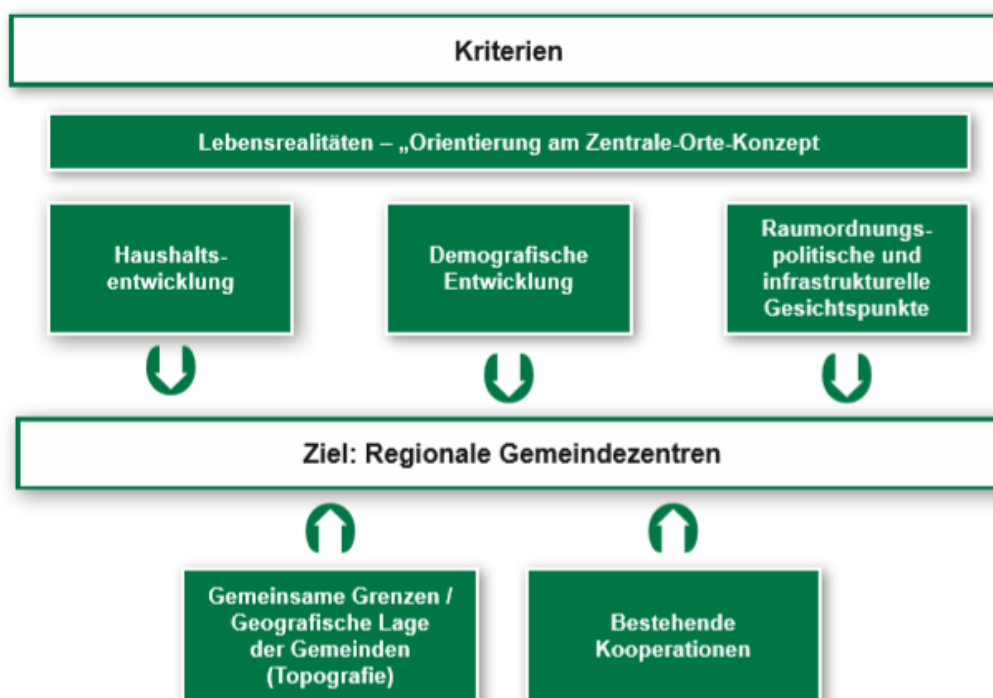 Kriterien
Lebensrealitäten – „Orientierung am Zentrale-Orte-Konzept
Haushalts-
entwicklung
Demografische
Entwicklung
Raumordnungs-
politische und
infrastrukturelle
Gesichtspunkte
Ziel: Regionale Gemeindezentren
Gemeinsame Grenzen /
Geografische Lage
der Gemeinden
(Topografie)
Bestehende
Kooperationen